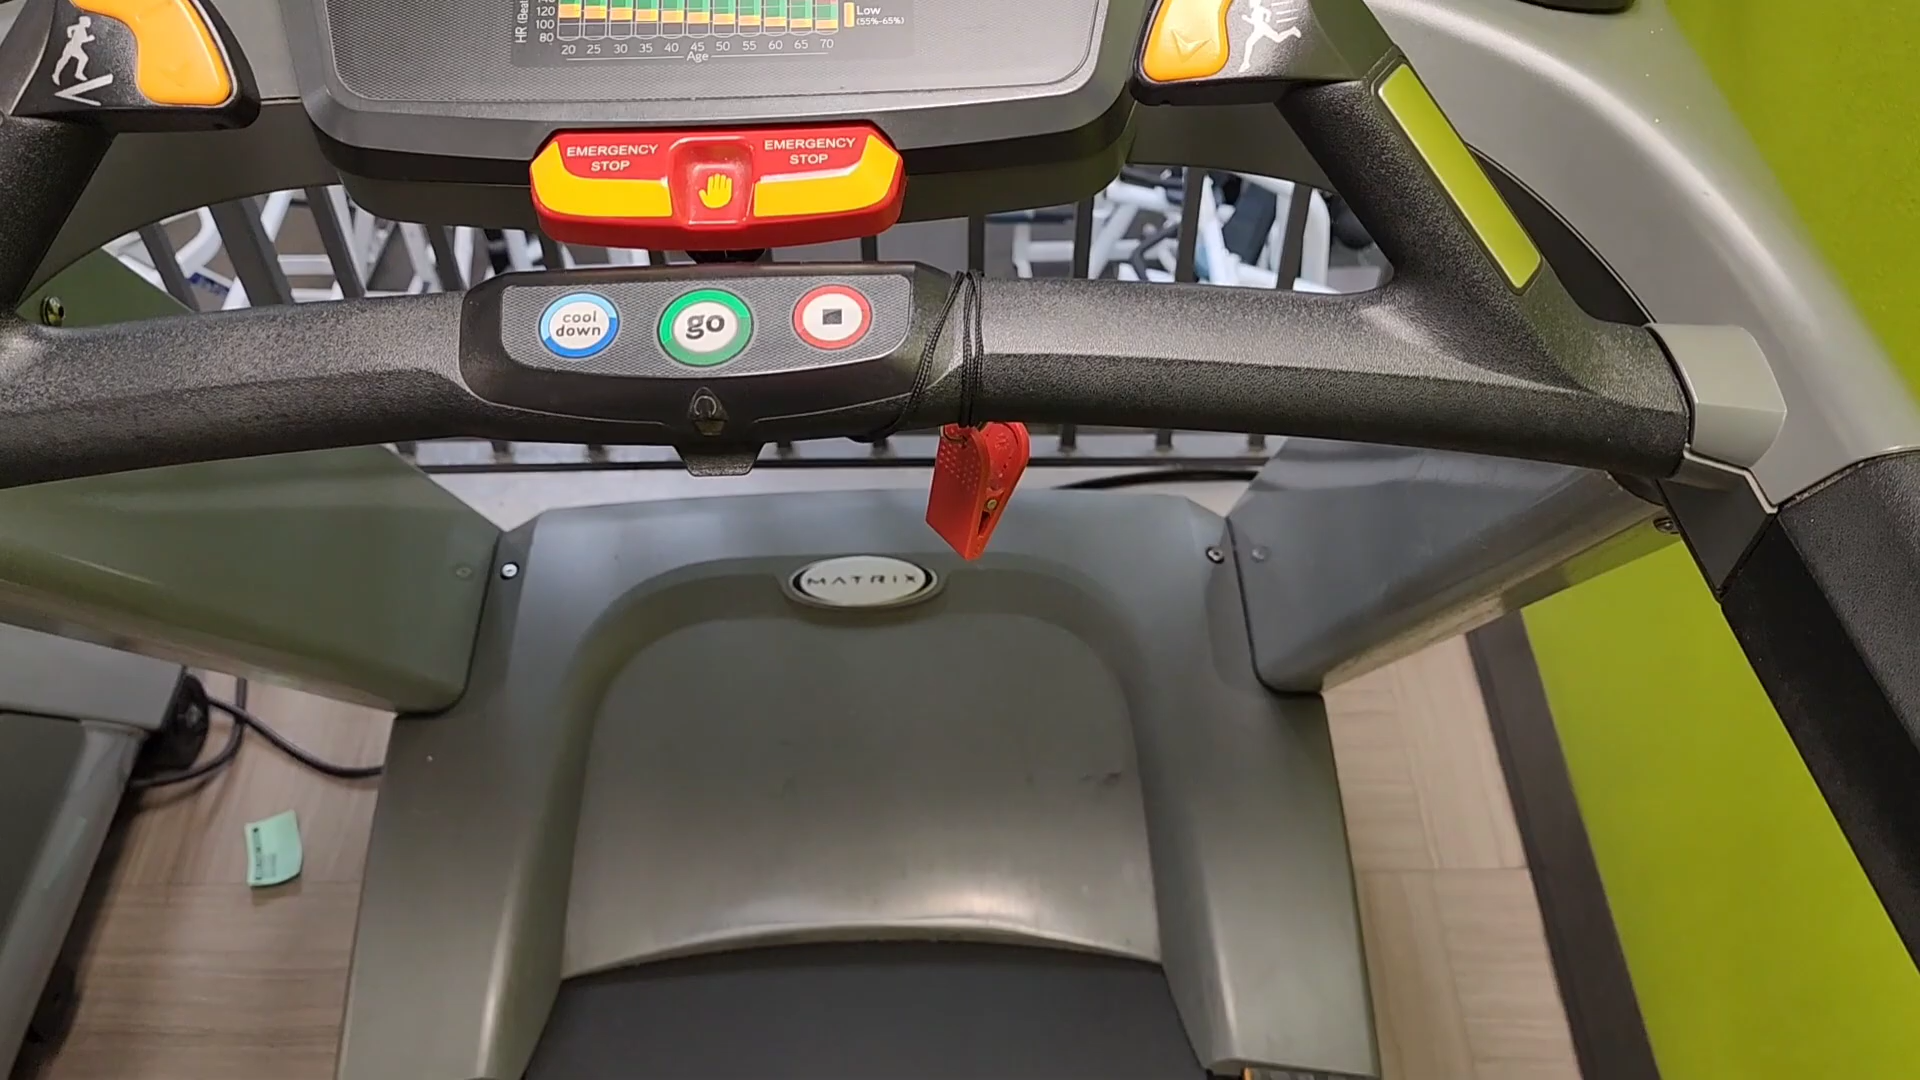 HR (Beat
120
100
80
20 25 30 35 40 45 50 55 60 65 70
Age
Low
(55%-65%)
EMERGENCY
STOP
EMERGENCY
STOP
cool
down
go
MATRIX